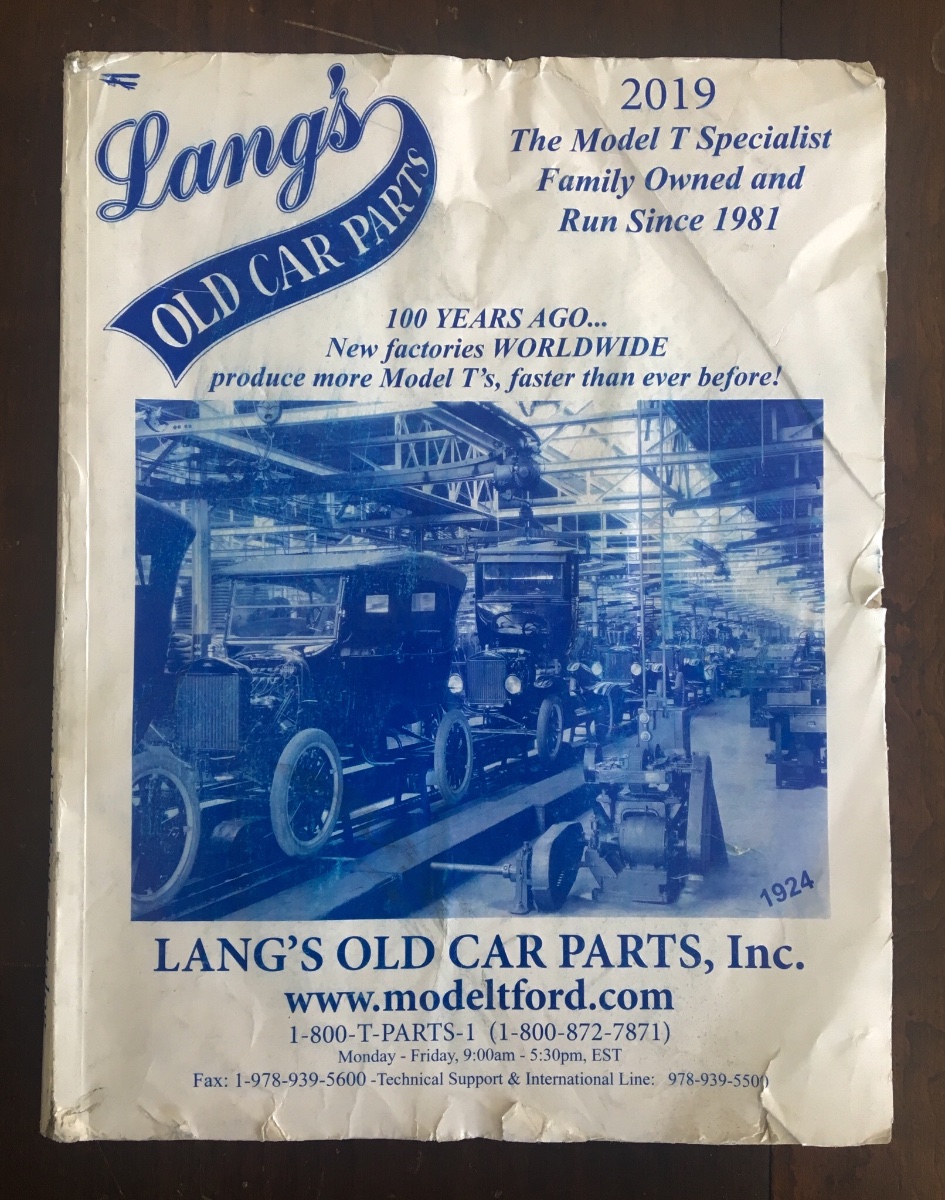 Lang's
OLD CAR PARTS
2019
The Model T Specialist
Family Owned and
Run Since 1981
100 YEARS AGO...
New factories WORLDWIDE
produce more Model T's, faster than ever before!
1924
LANG'S OLD CAR PARTS, Inc.
www.modeltford.com
1-800-T-PARTS-1 (1-800-872-7871)
Monday - Friday, 9:00am - 5:30pm, EST
Fax: 1-978-939-5600 -Technical Support & International Line: 978-939-5500